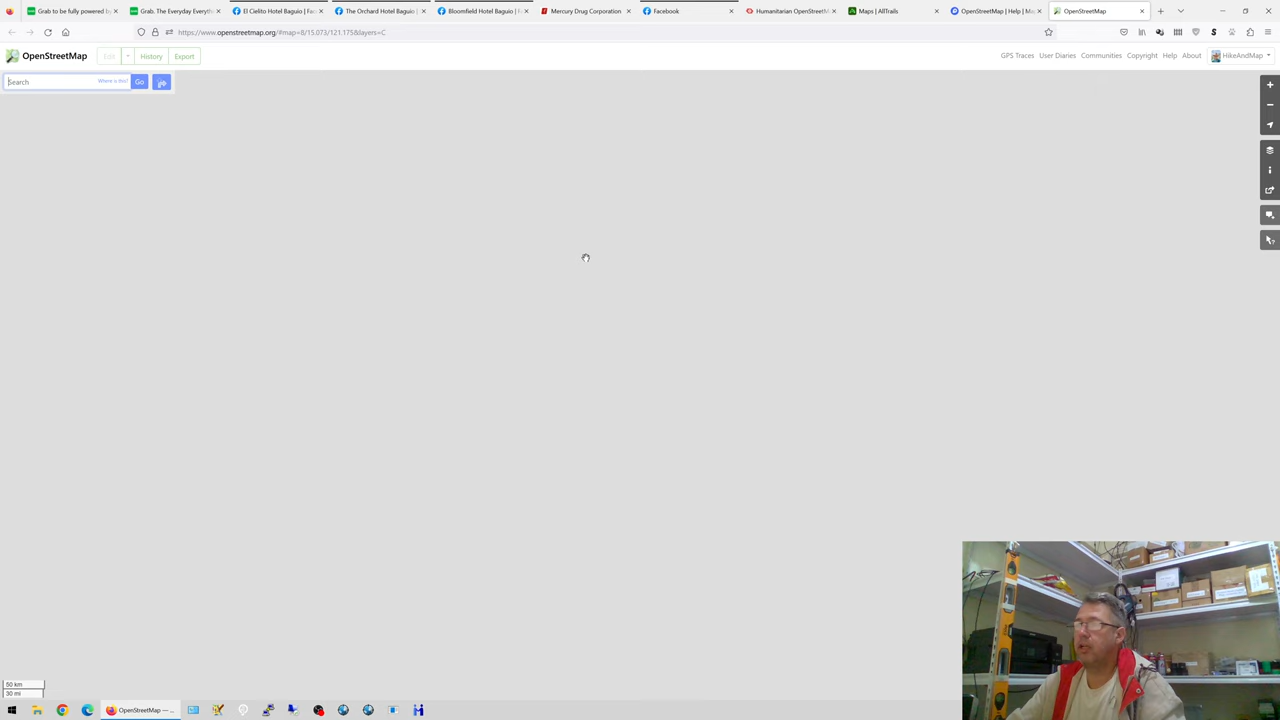 Grab to be fully powered b
Grab. The Everyday Everyth
El Cielito Hotel Baguio | Fac
The Orchard Hotel Baguio |
Bloomfield Hotel Baguio | F
Mercury Drug Corporation
Facebook
Humanitarian OpenStreetM
Maps | AllTrails
OpenStreetMap | Help | Ma
OpenStreetMap
https://www.openstreetmap.org/#map=8/15.073/121.175&layers=C
OpenStreetMap
Edit
History
Export
GPS Traces
User Diaries
Communities
Copyright
Help
About
HikeAndMap
Search
Where is this?
Go
50 km
30 mi
OpenStreetMap — ...